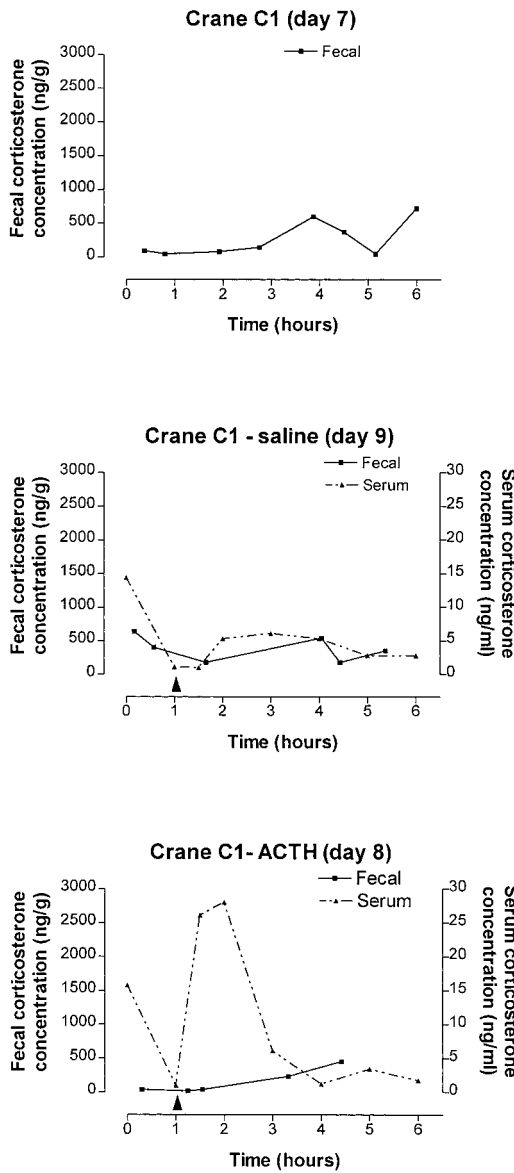 Crane C1 (day 7)
Fecal
Fecal corticosterone
concentration (ng/g)
3000
2500
2000
1500
1000
500
0
0 1 2 3 4 5 6
Time (hours)
Crane C1 - saline (day 9)
Fecal
Serum
Fecal corticosterone
concentration (ng/g)
3000
2500
2000
1500
1000
500
0
30
25
20
15
10
5
0
Serum corticosterone
concentration (ng/ml)
0 1 2 3 4 5 6
Time (hours)
Crane C1- ACTH (day 8)
Fecal
Serum
Fecal corticosterone
concentration (ng/g)
3000
2500
2000
1500
1000
500
0
30
25
20
15
10
5
0
Serum corticosterone
concentration (ng/ml)
0 1 2 3 4 5 6
Time (hours)